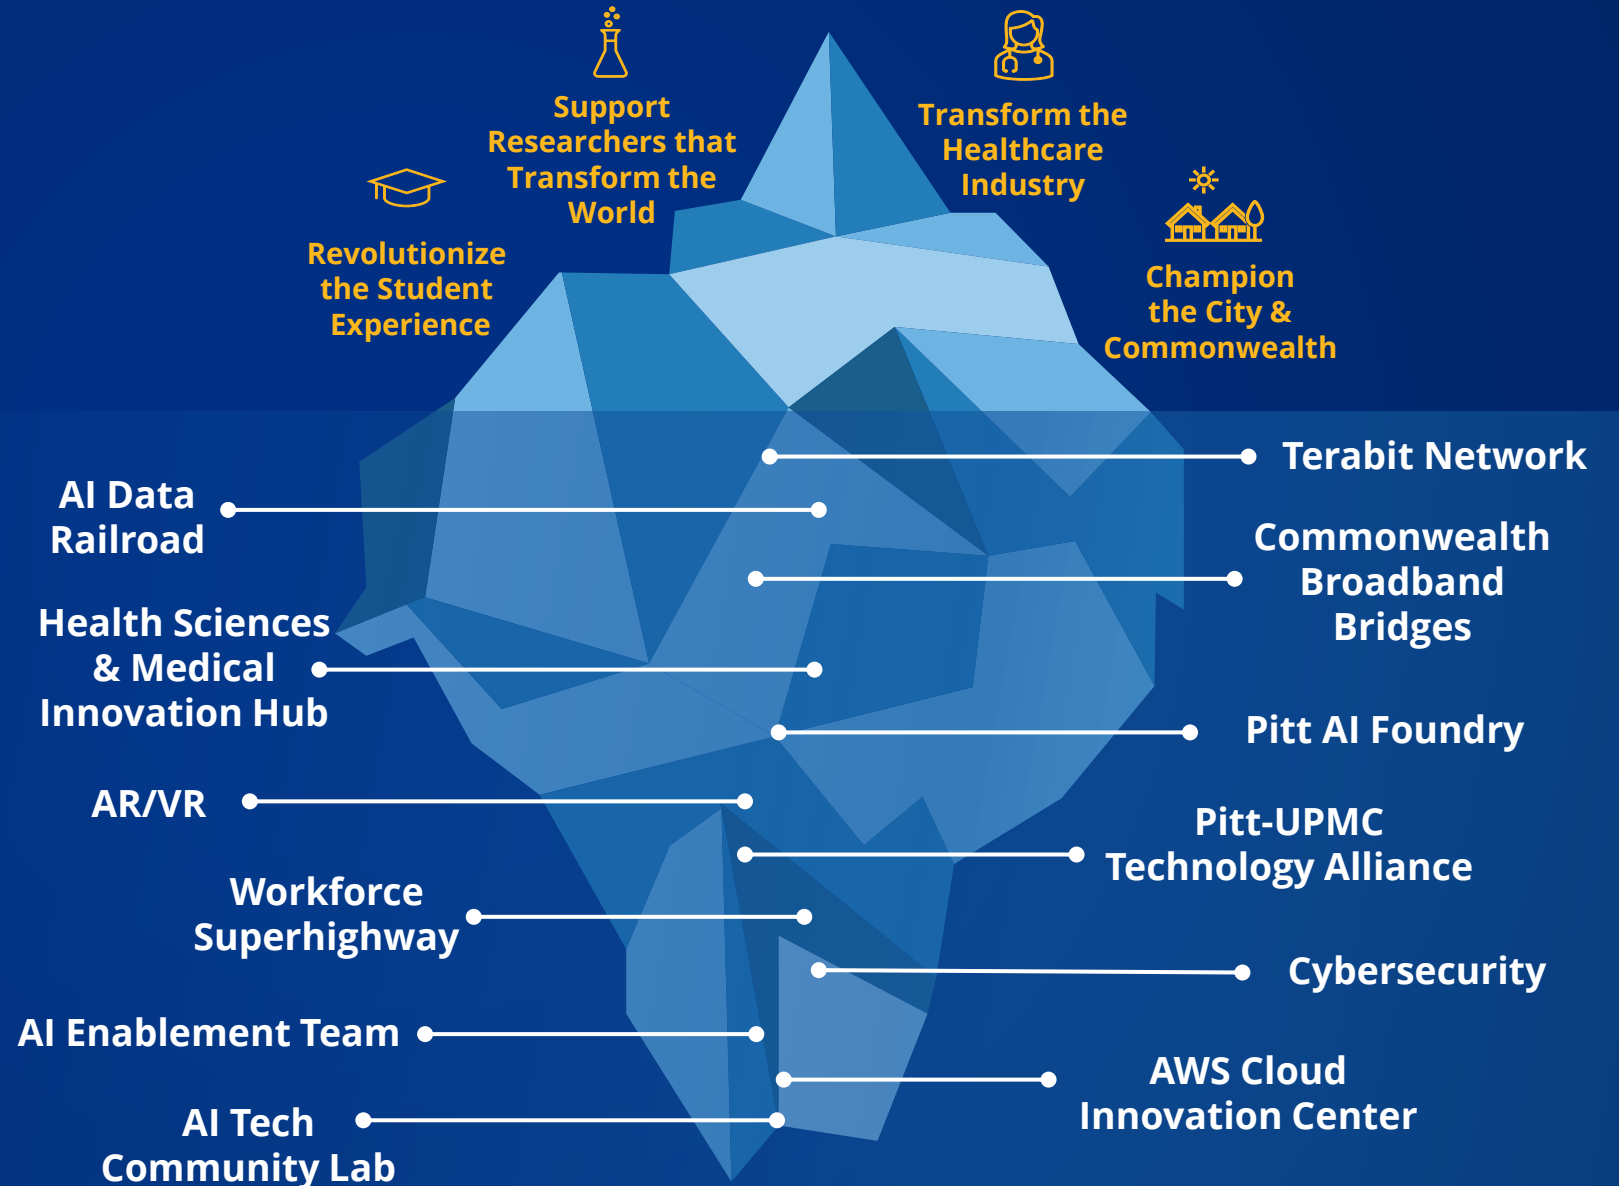 Support
Researchers that
Transform the
World
Transform the
Healthcare
Industry
Revolutionize
the Student
Experience
Champion
the City &
Commonwealth
AI Data
Railroad
Health Sciences
& Medical
Innovation Hub
AR/VR
Workforce
Superhighway
AI Enablement Team
AI Tech
Community Lab
Terabit Network
Commonwealth
Broadband
Bridges
Pitt AI Foundry
Pitt-UPMC
Technology Alliance
Cybersecurity
AWS Cloud
Innovation Center